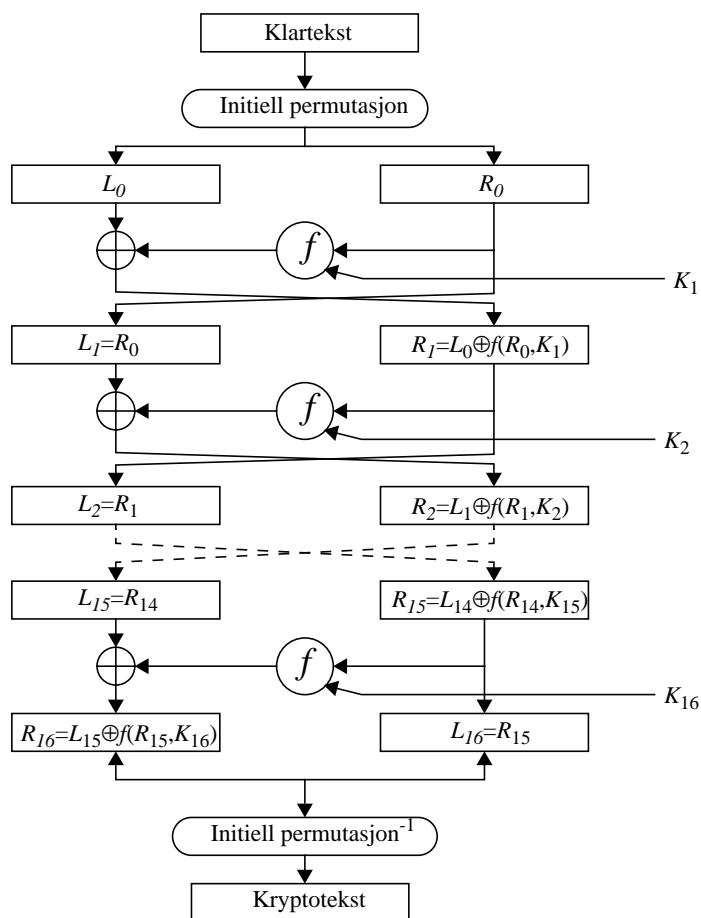 Klartekst
Initiell permutasjon
L0
R0
f
K1
L1=R0
R1=L0⊕f(R0,K1)
f
K2
L2=R1
R2=L1⊕f(R1,K2)
L15=R14
R15=L14⊕f(R14,K15)
f
K16
R16=L15⊕f(R15,K16)
L16=R15
Initiell permutasjon-1
Kryptotekst